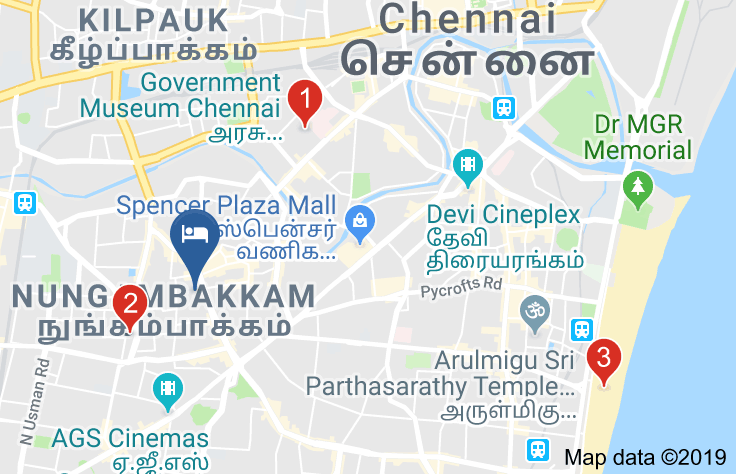 KILPAUK
கீழ்ப்பாக்கம்
Chennai
சென்னை
Government
Museum Chennai
அரசு...
1
Dr MGR
Memorial
Spencer Plaza Mall
ஸ்பென்சர்
வணிக...
Devi Cineplex
தேவி
திரையரங்கம்
NUNGAMBAKKAM
நுங்கம்பாக்கம்
2
Pycrofts Rd
3
Arulmigu Sri
Parthasarathy Temple...
அருள்மிகு...
N Usman Rd
AGS Cinemas
ஏ.ஜி.எஸ்
Map data ©2019